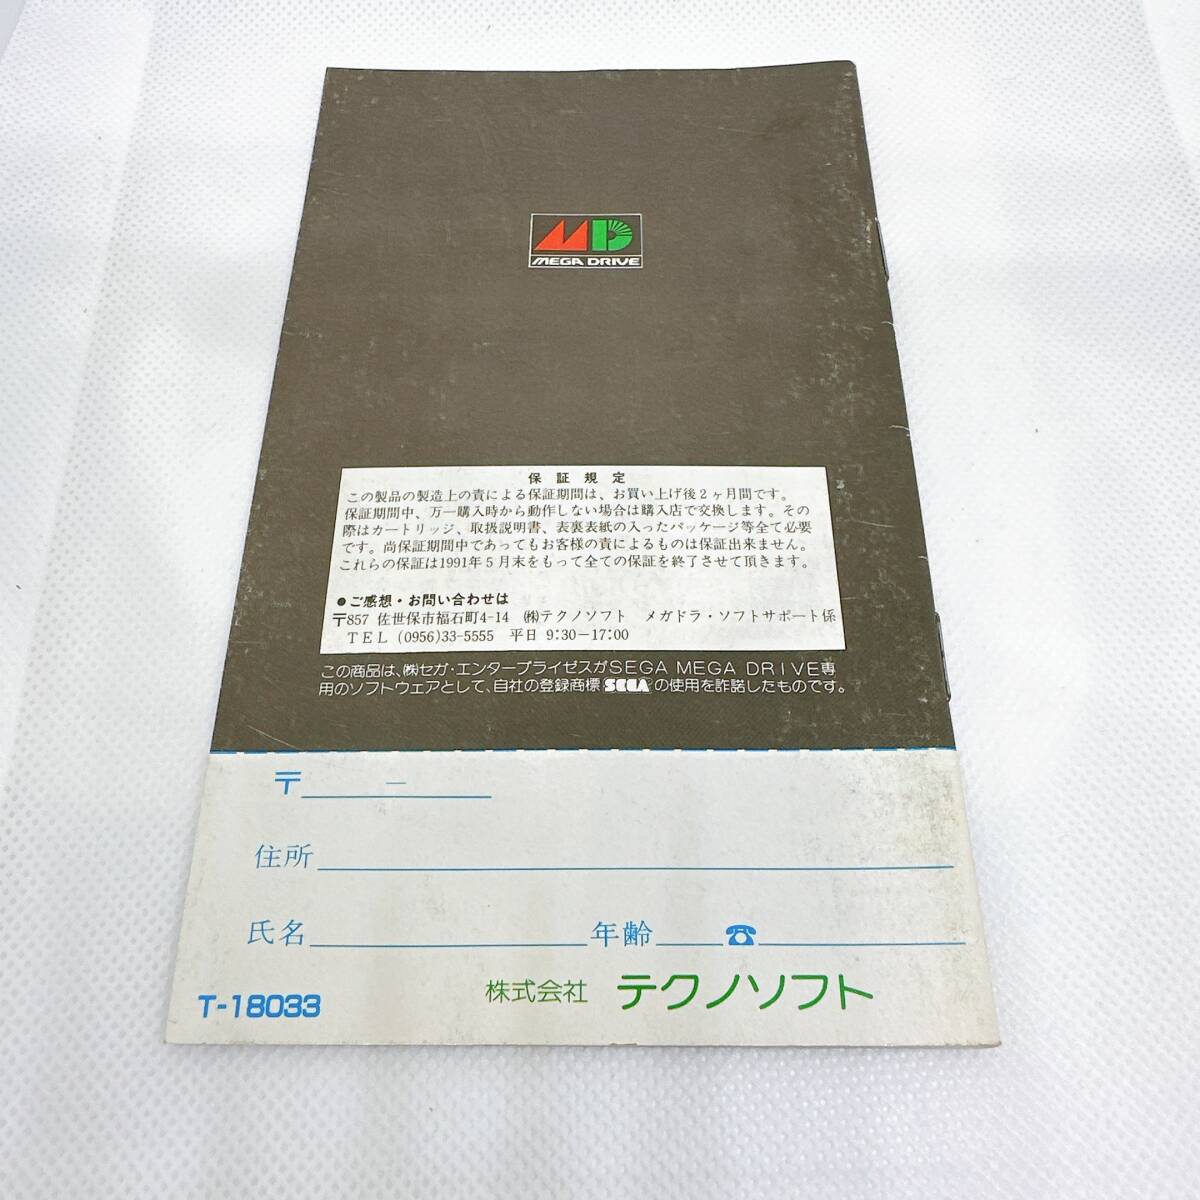 MD
MEGA DRIVE
保証規定
この製品の製造上の責による保証期間は、お買い上げ後2ヶ月間です。
保証期間中、万一購入時から動作しない場合は購入店で交換します。その
際はカートリッジ、取扱説明書、表裏表紙の入ったパッケージ等全て必要
です。尚保証期間中であってもお客様の責によるものは保証出来ません。
これらの保証は1991年5月末をもって全ての保証を終了させて頂きます。
●ご感想・お問い合わせは
〒857 佐世保市福石町4-14 ㈱テクノソフト メガドラ・ソフトサポート係
TEL (0956)33-5555 平日 9:30-17:00
この商品は、㈱セガ・エンタープライゼスがSEGA MEGA DRIVE専
用のソフトウェアとして、自社の登録商標 SEGA® の使用を許諾したものです。
〒 －
住所
氏名 年齢 ☎
株式会社 テクノソフト
T-18033